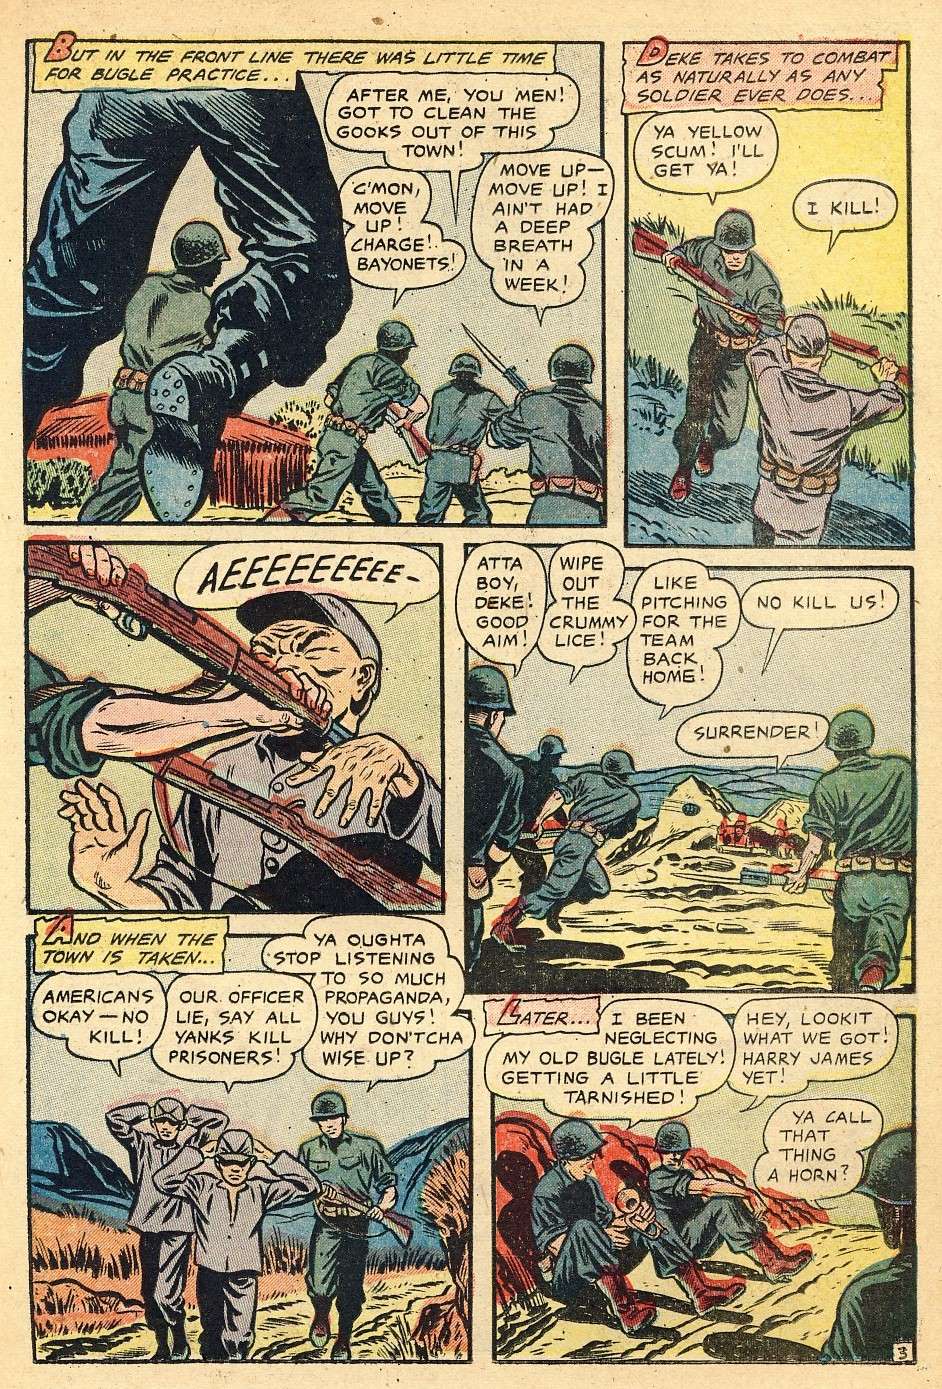 BUT IN THE FRONT LINE THERE WAS LITTLE TIME
FOR BUGLE PRACTICE...
AFTER ME, YOU MEN!
GOT TO CLEAN THE
GOOKS OUT OF THIS
TOWN!
C'MON,
MOVE
UP!
CHARGE!
BAYONETS!
MOVE UP—
MOVE UP! I
AIN'T HAD
A DEEP
BREATH
IN A
WEEK!
DEKE TAKES TO COMBAT
AS NATURALLY AS ANY
SOLDIER EVER DOES...
YA YELLOW
SCUM! I'LL
GET YA!
I KILL!
AEEEEEEEEE-
ATTA
BOY,
DEKE!
GOOD
AIM!
WIPE
OUT
THE
CRUMMY
LICE!
LIKE
PITCHING
FOR THE
TEAM
BACK
HOME!
NO KILL US!
SURRENDER!
AND WHEN THE
TOWN IS TAKEN...
AMERICANS
OKAY—NO
KILL!
OUR OFFICER
LIE, SAY ALL
YANKS KILL
PRISONERS!
YA OUGHTA
STOP LISTENING
TO SO MUCH
PROPAGANDA,
YOU GUYS!
WHY DON'TCHA
WISE UP?
LATER...
I BEEN
NEGLECTING
MY OLD BUGLE LATELY!
GETTING A LITTLE
TARNISHED!
HEY, LOOKIT
WHAT WE GOT!
HARRY JAMES
YET!
YA CALL
THAT
THING
A HORN?
3